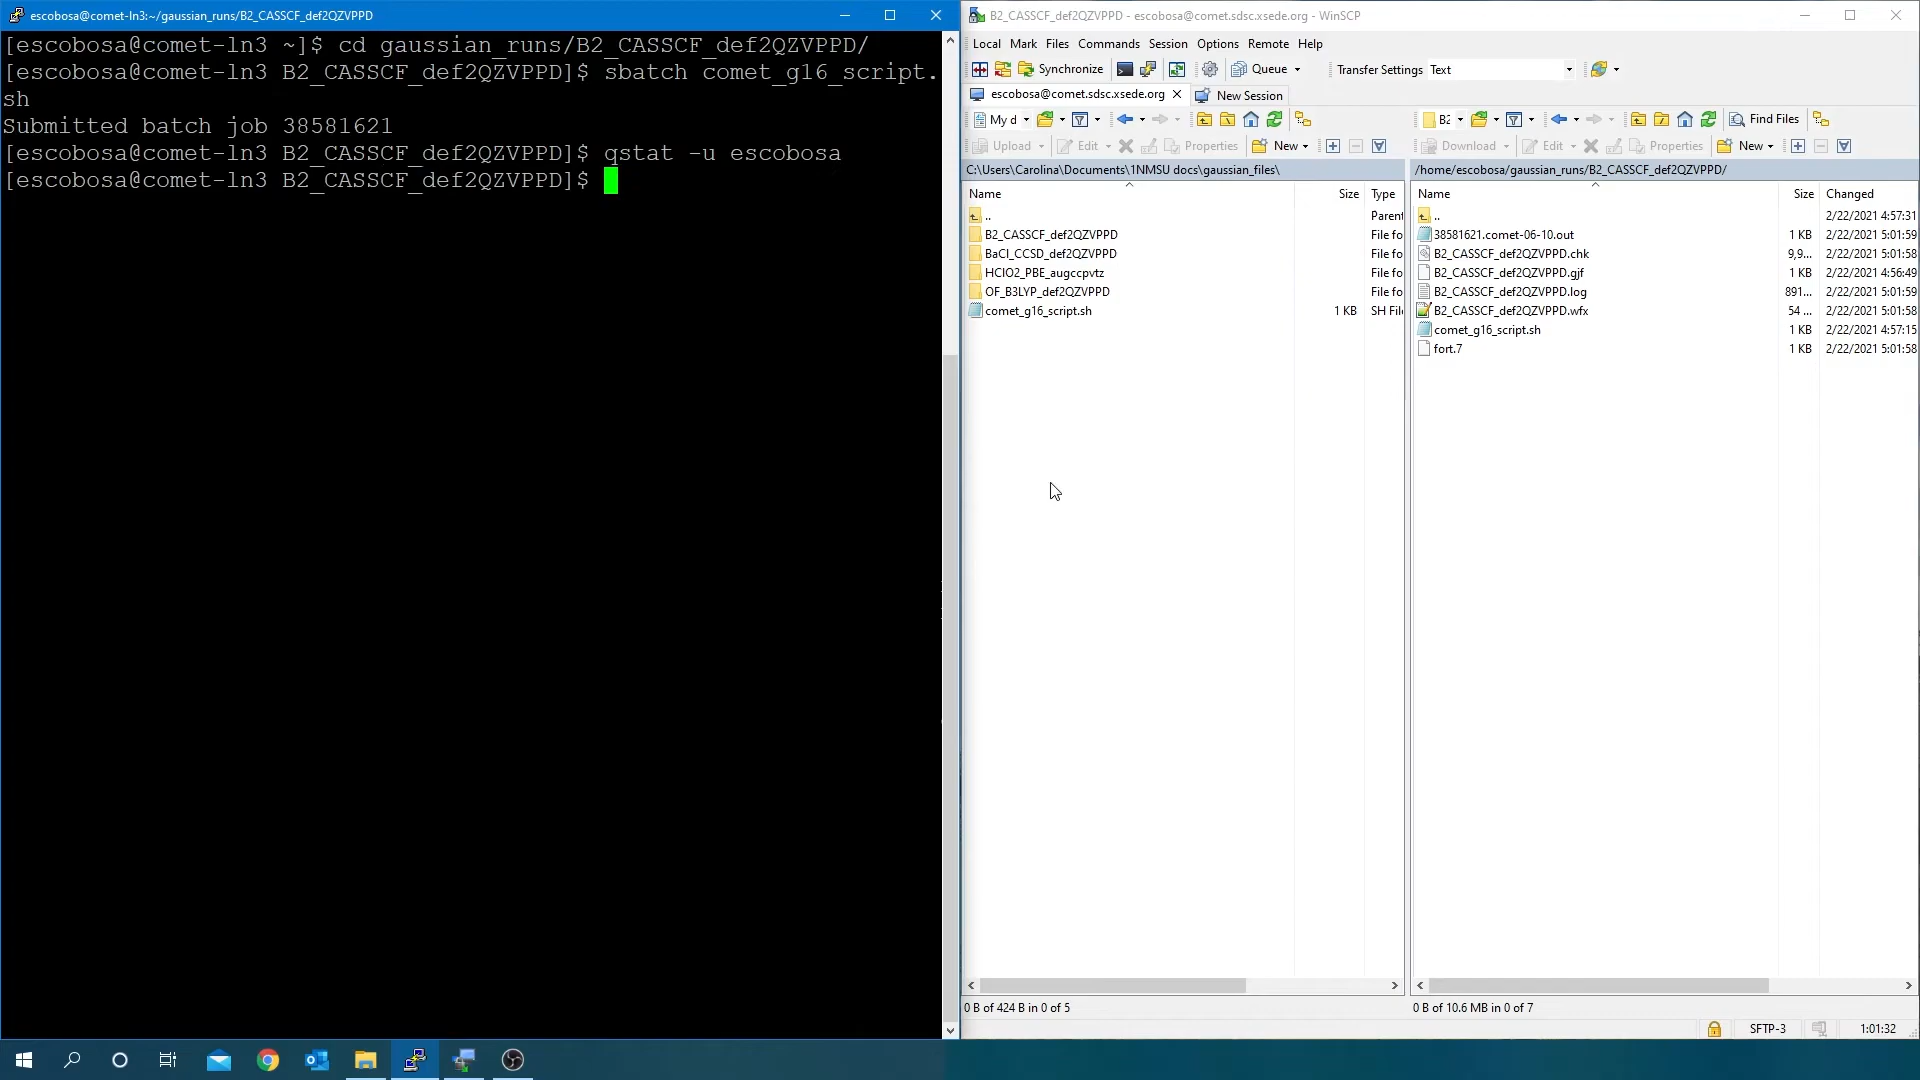 escobosa@comet-ln3:~/gaussian_runs/B2_CASSCF_def2QZVPPD
[escobosa@comet-ln3 ~]$ cd gaussian_runs/B2_CASSCF_def2QZVPPD/
[escobosa@comet-ln3 B2_CASSCF_def2QZVPPD]$ sbatch comet_g16_script.
sh
Submitted batch job 38581621
[escobosa@comet-ln3 B2_CASSCF_def2QZVPPD]$ qstat -u escobosa
[escobosa@comet-ln3 B2_CASSCF_def2QZVPPD]$
B2_CASSCF_def2QZVPPD - escobosa@comet.sdsc.xsede.org - WinSCP
Local Mark Files Commands Session Options Remote Help
Synchronize Queue Transfer Settings Text
escobosa@comet.sdsc.xsede.org New Session
My d
Upload Edit Properties New
C:\Users\Carolina\Documents\1NMSU docs\gaussian_files\
Name Size Type
.. Parent
B2_CASSCF_def2QZVPPD File fo
BaCl_CCSD_def2QZVPPD File fo
HClO2_PBE_augccpvtz File fo
OF_B3LYP_def2QZVPPD File fo
comet_g16_script.sh 1 KB SH File
0 B of 424 B in 0 of 5
B2 Find Files
Download Edit Properties New
/home/escobosa/gaussian_runs/B2_CASSCF_def2QZVPPD/
Name Size Changed
.. 2/22/2021 4:57:31
38581621.comet-06-10.out 1 KB 2/22/2021 5:01:59
B2_CASSCF_def2QZVPPD.chk 9,9... 2/22/2021 5:01:58
B2_CASSCF_def2QZVPPD.gjf 1 KB 2/22/2021 4:56:49
B2_CASSCF_def2QZVPPD.log 891... 2/22/2021 5:01:59
B2_CASSCF_def2QZVPPD.wfx 54 ... 2/22/2021 5:01:58
comet_g16_script.sh 1 KB 2/22/2021 4:57:15
fort.7 1 KB 2/22/2021 5:01:58
0 B of 10.6 MB in 0 of 7
SFTP-3 1:01:32